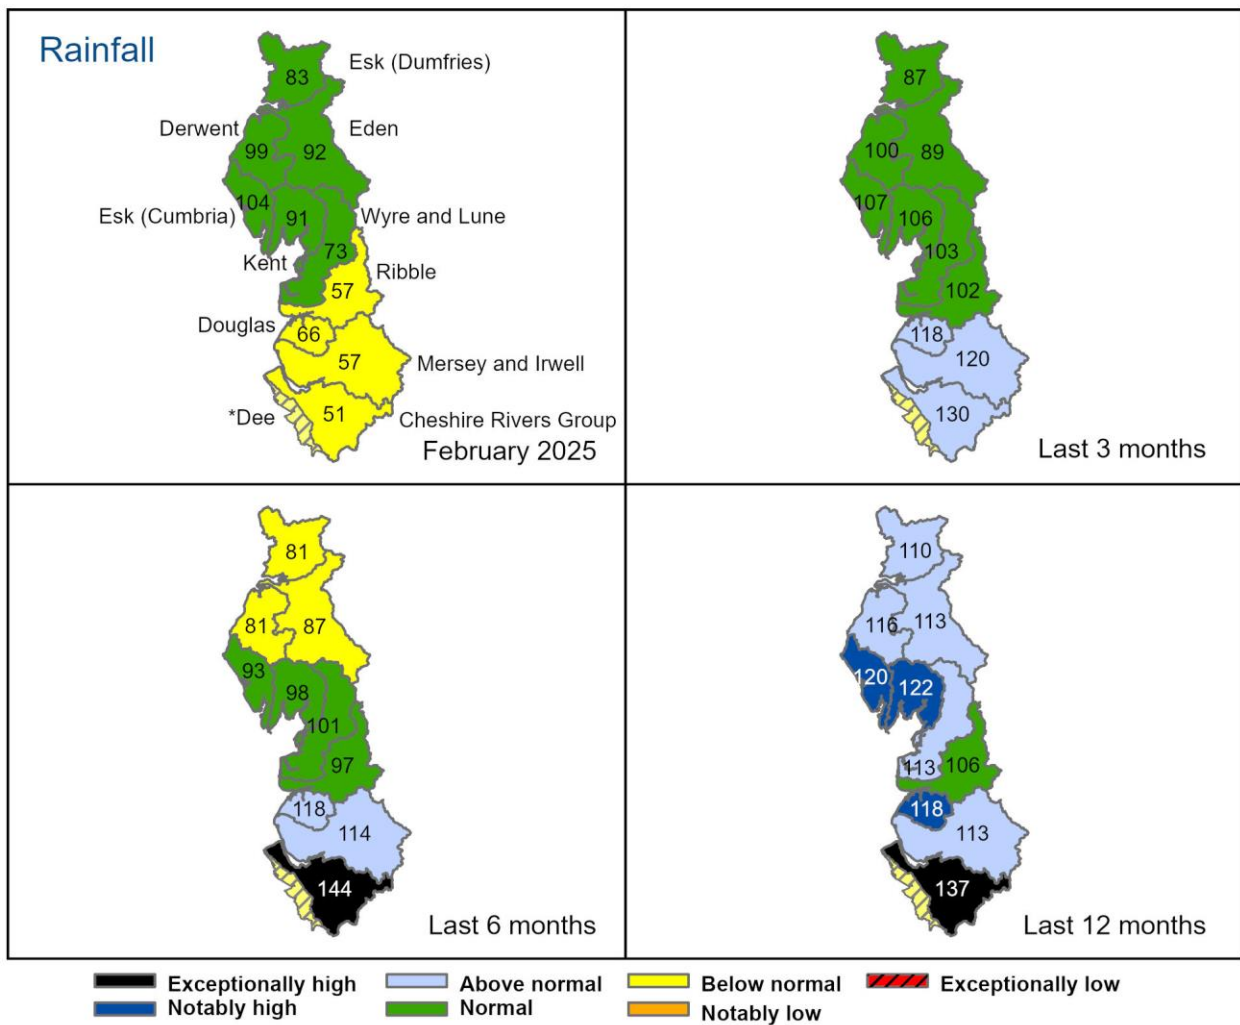 Rainfall
Esk (Dumfries)
83
Derwent
Eden
99
92
104
Esk (Cumbria)
91
Wyre and Lune
73
Kent
Ribble
57
Douglas
66
57
Mersey and Irwell
*Dee
51
Cheshire Rivers Group
February 2025
87
100
89
107
106
103
102
118
120
130
Last 3 months
81
81
87
93
98
101
97
118
114
144
Last 6 months
110
116
113
120
122
113
106
118
113
137
Last 12 months
Exceptionally high
Above normal
Below normal
Exceptionally low
Notably high
Normal
Notably low